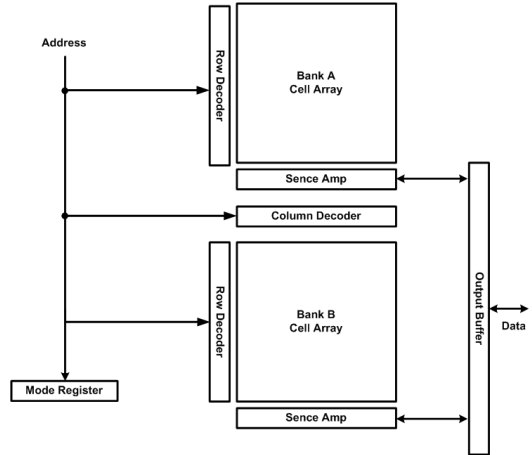 Address
Row Decoder
Bank A
Cell Array
Sence Amp
Column Decoder
Row Decoder
Bank B
Cell Array
Output Buffer
Data
Mode Register
Sence Amp